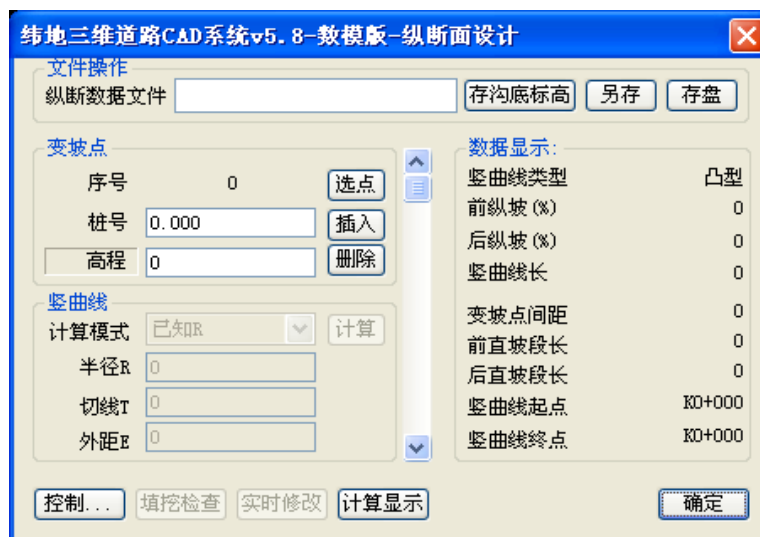 纬地三维道路CAD系统v5.8-数模版-纵断面设计
文件操作
纵断数据文件 存沟底标高 另存 存盘
变坡点
序号 0 选点
桩号 0.000 插入
高程 0 删除
竖曲线
计算模式 已知R 计算
半径R 0
切线T 0
外距E 0
数据显示:
竖曲线类型 凸型
前纵坡(%) 0
后纵坡(%) 0
竖曲线长 0
变坡点间距 0
前直坡段长 0
后直坡段长 0
竖曲线起点 K0+000
竖曲线终点 K0+000
控制... 填挖检查 实时修改 计算显示 确定